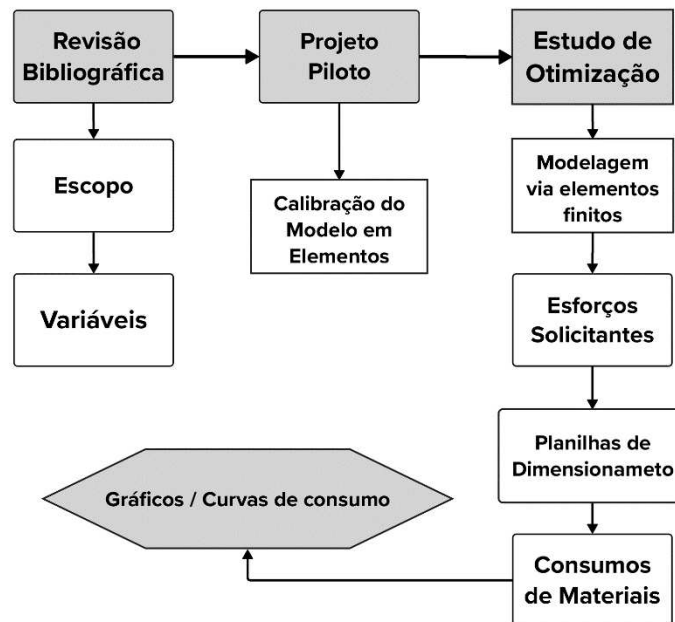 Revisão
Bibliográfica
Projeto
Piloto
Estudo de
Otimização
Escopo
Variáveis
Calibração do
Modelo em
Elementos
Modelagem
via elementos
finitos
Esforços
Solicitantes
Planilhas de
Dimensionameto
Consumos
de Materiais
Gráficos / Curvas de consumo